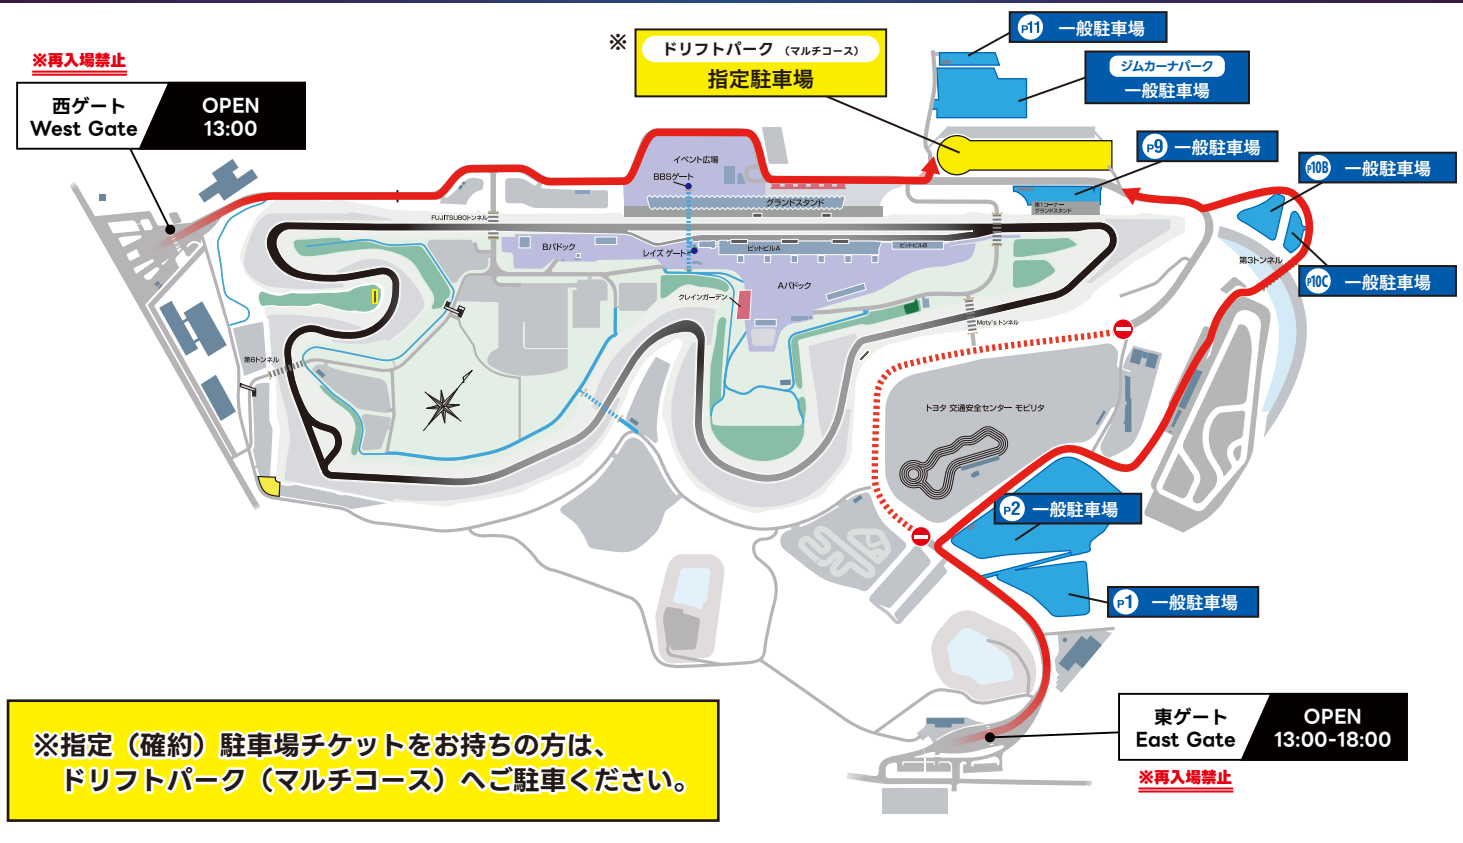 ※再入場禁止
西ゲート
West Gate
OPEN
13:00
※
ドリフトパーク（マルチコース）
指定駐車場
P11 一般駐車場
ジムカーナパーク
一般駐車場
P9 一般駐車場
P10B 一般駐車場
P10C 一般駐車場
第3トンネル
イベント広場
BBSゲート
グランドスタンド
第1コーナー
グランドスタンド
FUJITSUBOトンネル
Bパドック
レイズ ゲート
ピットビルA
ピットビルB
Aパドック
クレインガーデン
Moty'sトンネル
第6トンネル
トヨタ 交通安全センター モビリタ
P2 一般駐車場
P1 一般駐車場
東ゲート
East Gate
OPEN
13:00-18:00
※再入場禁止
※指定（確約）駐車場チケットをお持ちの方は、
ドリフトパーク（マルチコース）へご駐車ください。